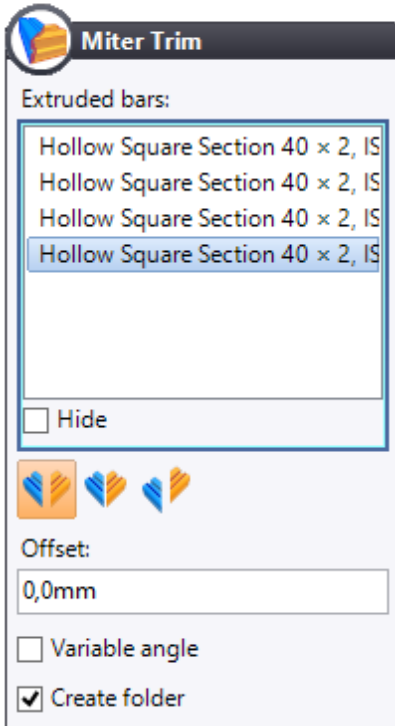 Miter Trim
Extruded bars:
Hollow Square Section 40 × 2, IS
Hollow Square Section 40 × 2, IS
Hollow Square Section 40 × 2, IS
Hollow Square Section 40 × 2, IS
Hide
Offset:
0,0mm
Variable angle
Create folder